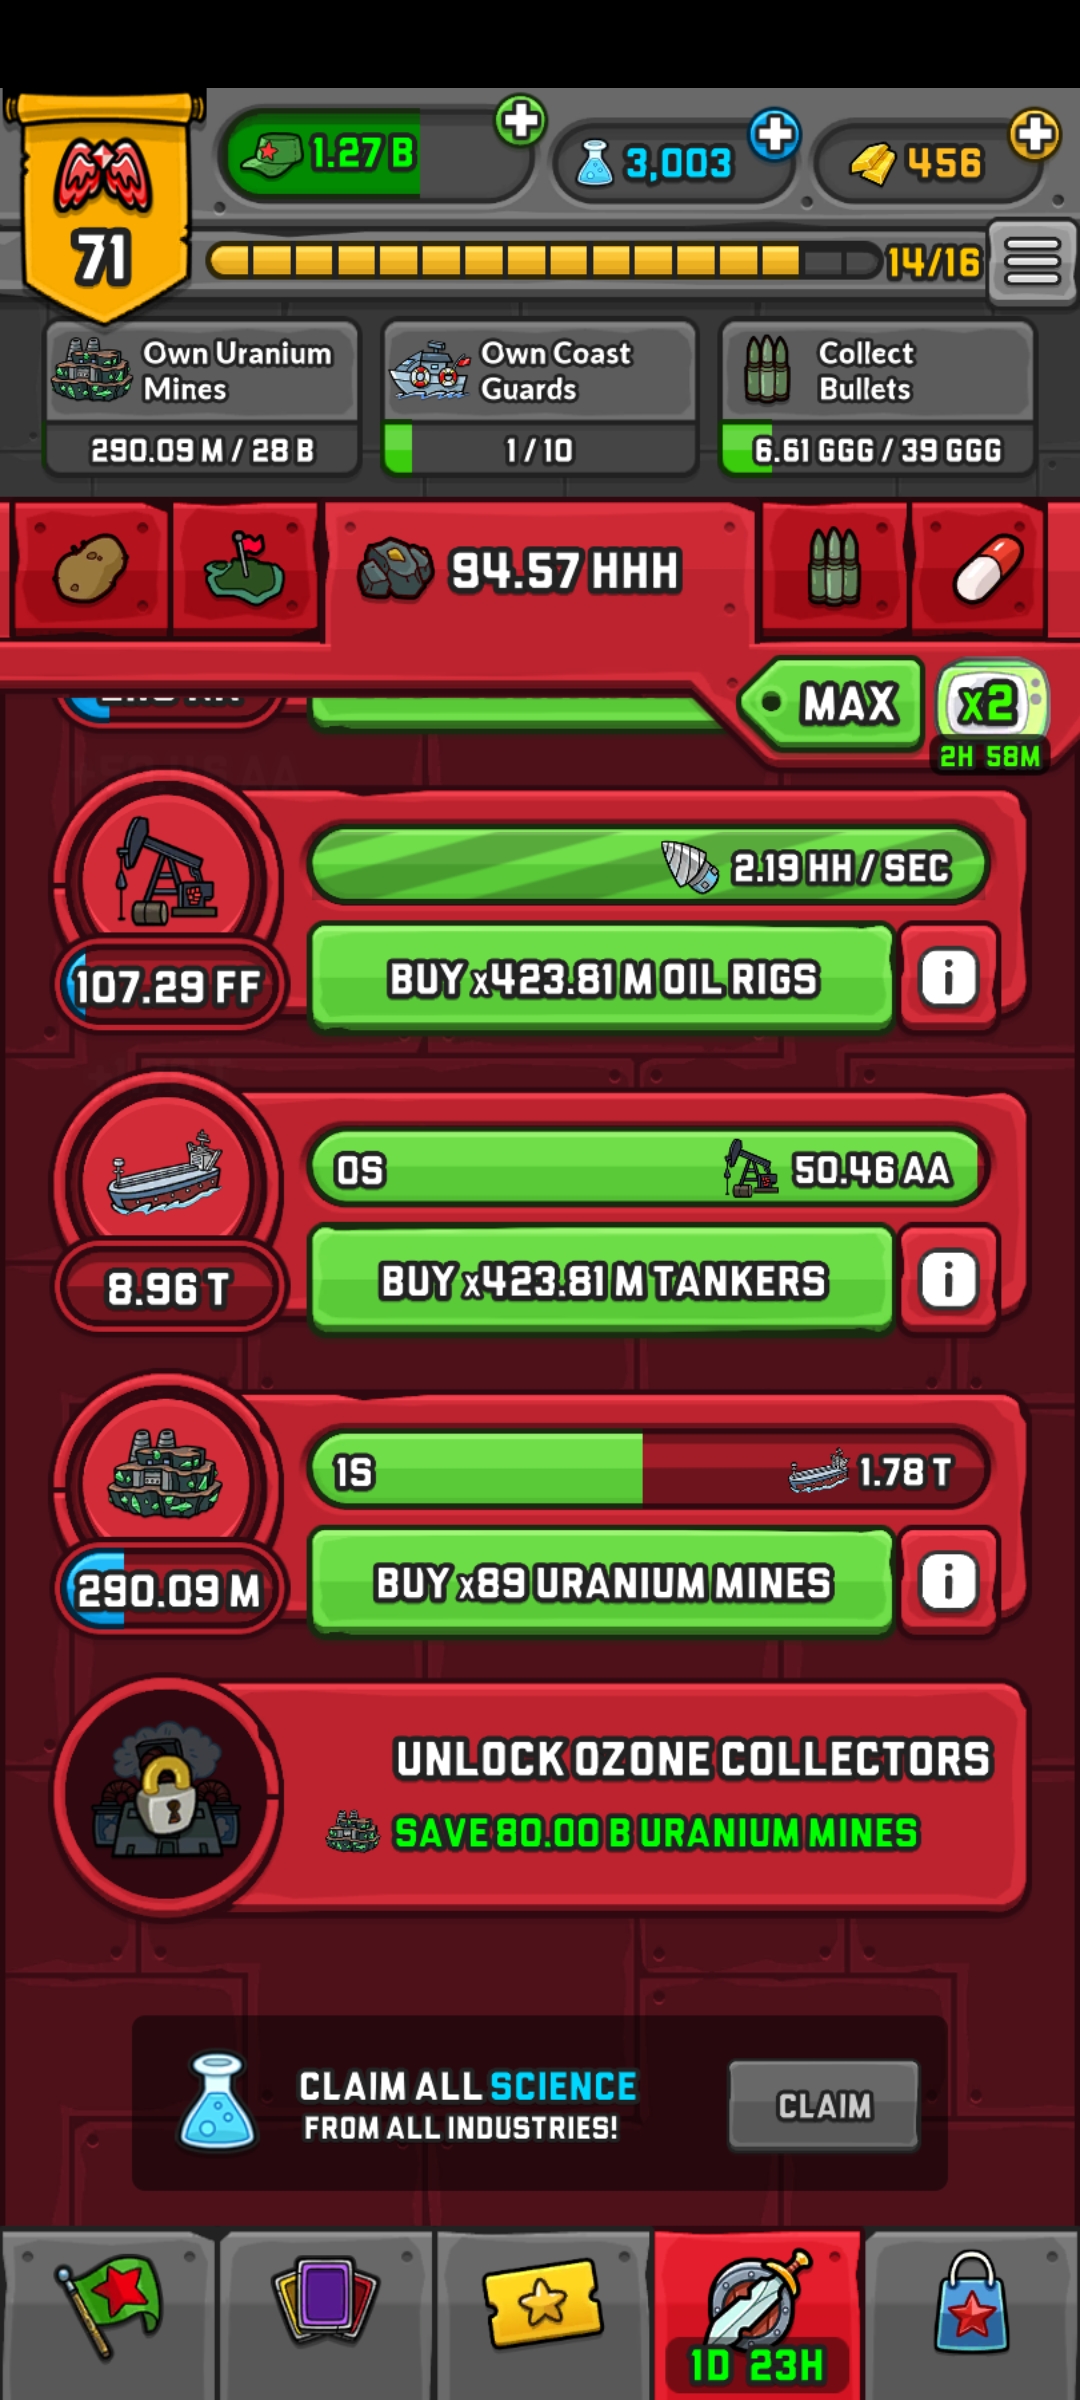 71
1.27 B
3,003
456
14/16
Own Uranium
Mines
290.09 M / 28 B
Own Coast
Guards
1 / 10
Collect
Bullets
6.61 GGG / 39 GGG
94.57 HHH
MAX
x2
2H 58M
2.19 HH / SEC
107.29 FF
BUY x423.81 M OIL RIGS
i
0S
50.46 AA
8.96 T
BUY x423.81 M TANKERS
i
1S
1.78 T
290.09 M
BUY x89 URANIUM MINES
i
UNLOCK OZONE COLLECTORS
SAVE 80.00 B URANIUM MINES
CLAIM ALL SCIENCE
FROM ALL INDUSTRIES!
CLAIM
1D 23H